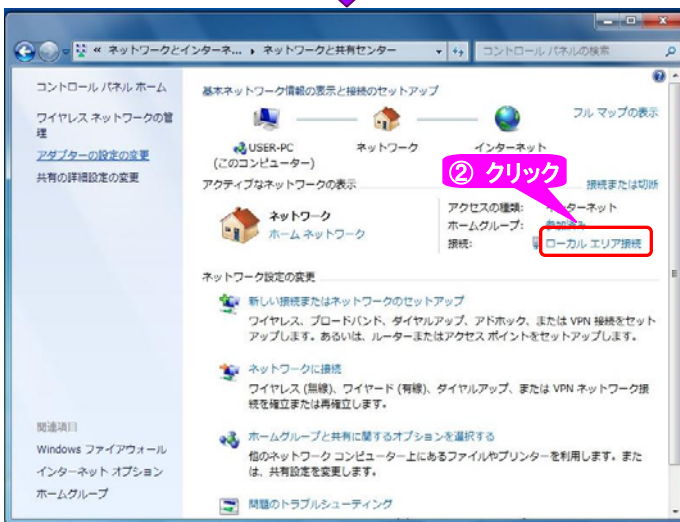 « ネットワークとインターネ... ▸ ネットワークと共有センター
コントロール パネルの検索
コントロール パネル ホーム
ワイヤレス ネットワークの管
理
アダプターの設定の変更
共有の詳細設定の変更
基本ネットワーク情報の表示と接続のセットアップ
フル マップの表示
USER-PC
(このコンピューター)
ネットワーク
インターネット
② クリック
アクティブなネットワークの表示
接続または切断
ネットワーク
ホーム ネットワーク
アクセスの種類:
ターネット
ホームグループ:
参加済み
接続:
ローカル エリア接続
ネットワーク設定の変更
新しい接続またはネットワークのセットアップ
ワイヤレス、ブロードバンド、ダイヤルアップ、アドホック、または VPN 接続をセット
アップします。あるいは、ルーターまたはアクセス ポイントをセットアップします。
ネットワークに接続
ワイヤレス (無線)、ワイヤード (有線)、ダイヤルアップ、または VPN ネットワーク接
続を確立または再確立します。
ホームグループと共有に関するオプションを選択する
他のネットワーク コンピューター上にあるファイルやプリンターを利用します。また
は、共有設定を変更します。
問題のトラブルシューティング
関連項目
Windows ファイアウォール
インターネット オプション
ホームグループ